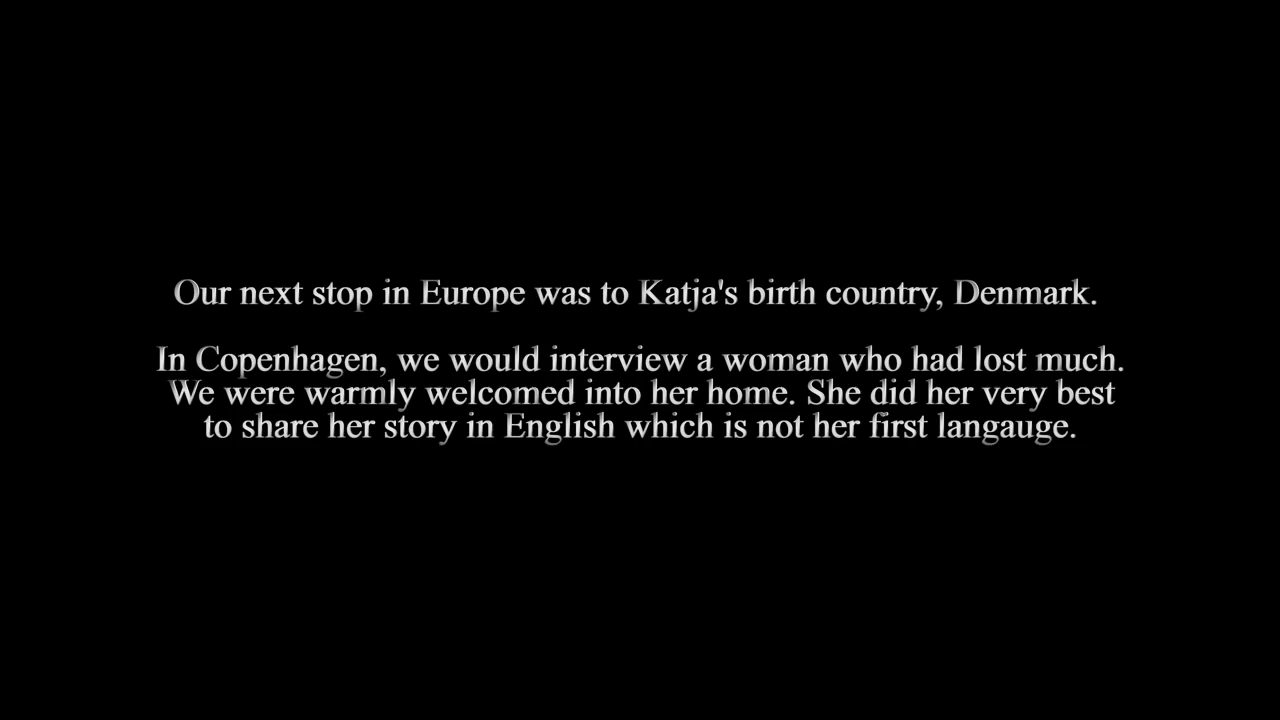 Our next stop in Europe was to Katja's birth country, Denmark.
In Copenhagen, we would interview a woman who had lost much.
We were warmly welcomed into her home. She did her very best
to share her story in English which is not her first langauge.